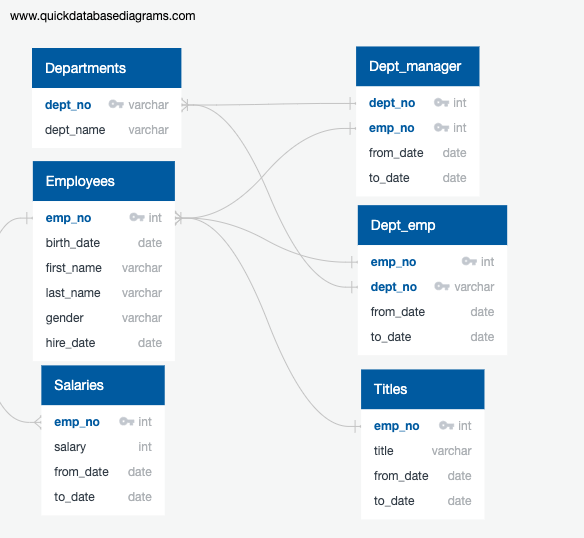 www.quickdatabasediagrams.com
Departments
dept_no varchar
dept_name varchar
Employees
emp_no int
birth_date date
first_name varchar
last_name varchar
gender varchar
hire_date date
Salaries
emp_no int
salary int
from_date date
to_date date
Dept_manager
dept_no int
emp_no int
from_date date
to_date date
Dept_emp
emp_no int
dept_no varchar
from_date date
to_date date
Titles
emp_no int
title varchar
from_date date
to_date date